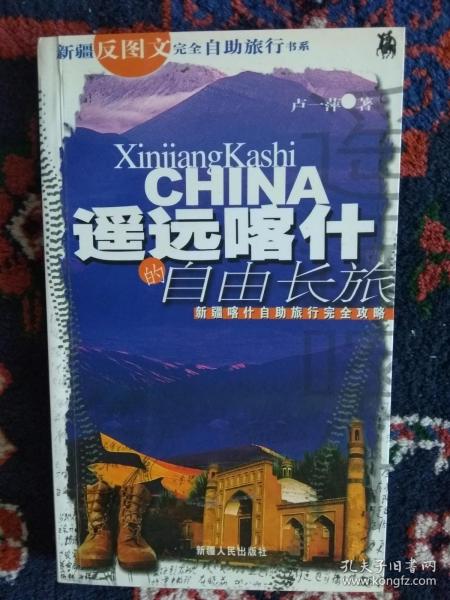 新疆反图文完全自助旅行书系
卢一萍 著
XinjiangKashi
CHINA
遥远喀什
的自由长旅
新疆喀什自助旅行完全攻略
新疆人民出版社
孔夫子旧书网
www.kongfz.com